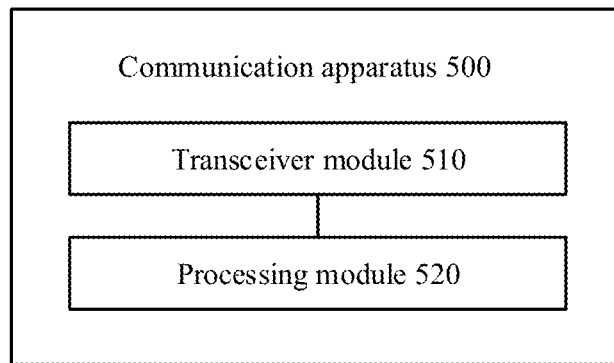 Communication apparatus 500
Transceiver module 510
Processing module 520